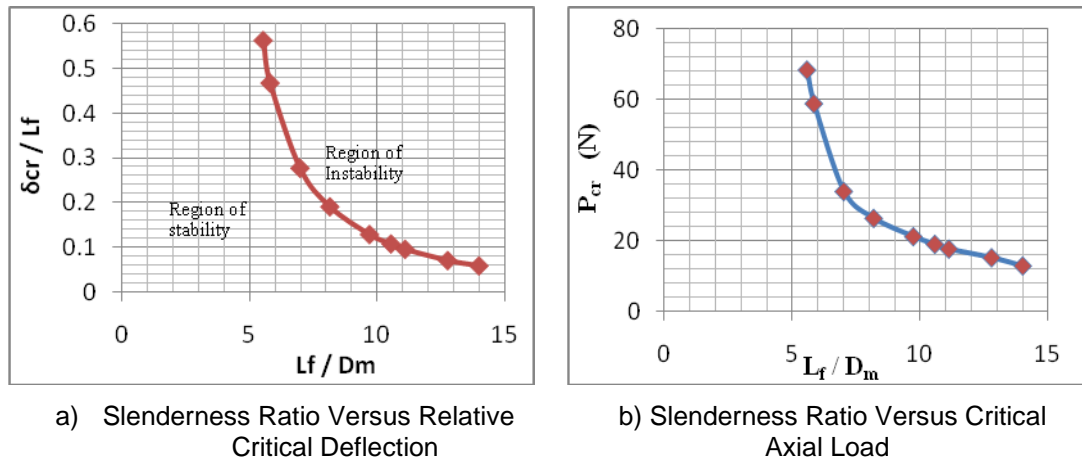 0.6
0.5
0.4
0.3
0.2
0.1
0
δcr / Lf
Region of
Instability
Region of
stability
0 5 10 15
Lf / Dm
a) Slenderness Ratio Versus Relative
Critical Deflection
80
60
40
20
0
Pcr (N)
0 5 10 15
Lf / Dm
b) Slenderness Ratio Versus Critical
Axial Load